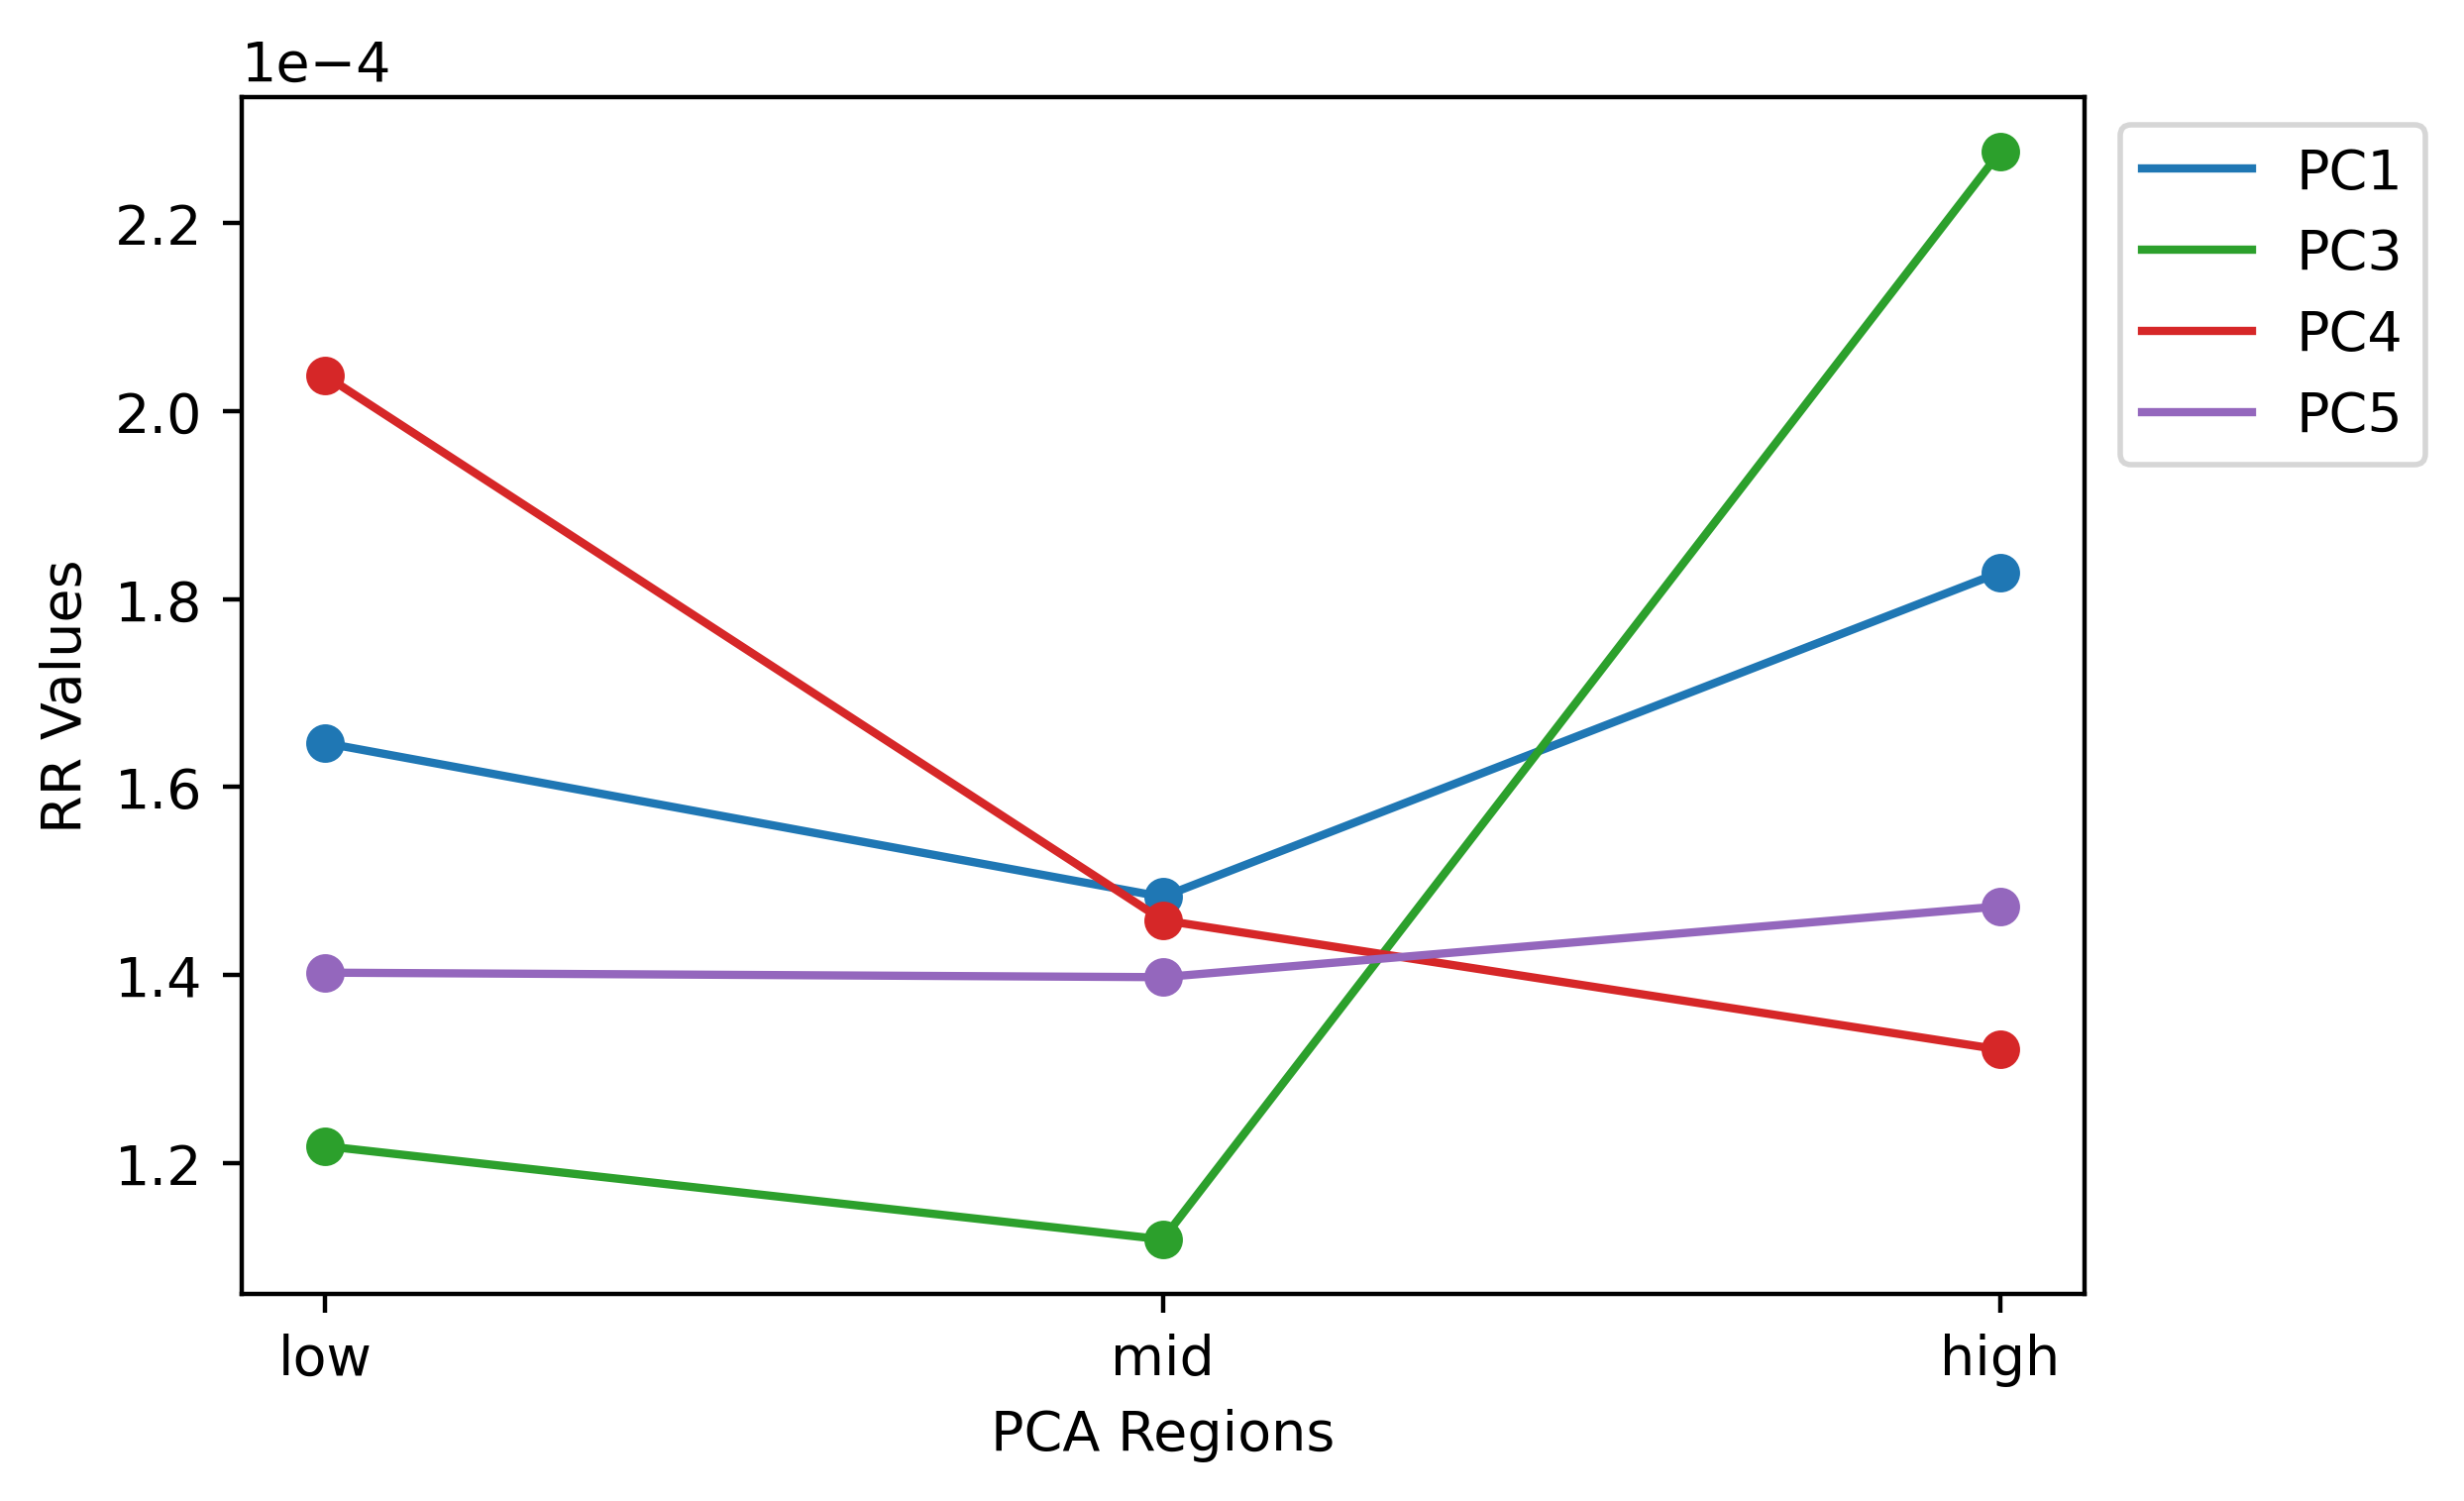 1e−4
2.2
2.0
1.8
1.6
1.4
1.2
RR Values
low
mid
high
PCA Regions
PC1
PC3
PC4
PC5